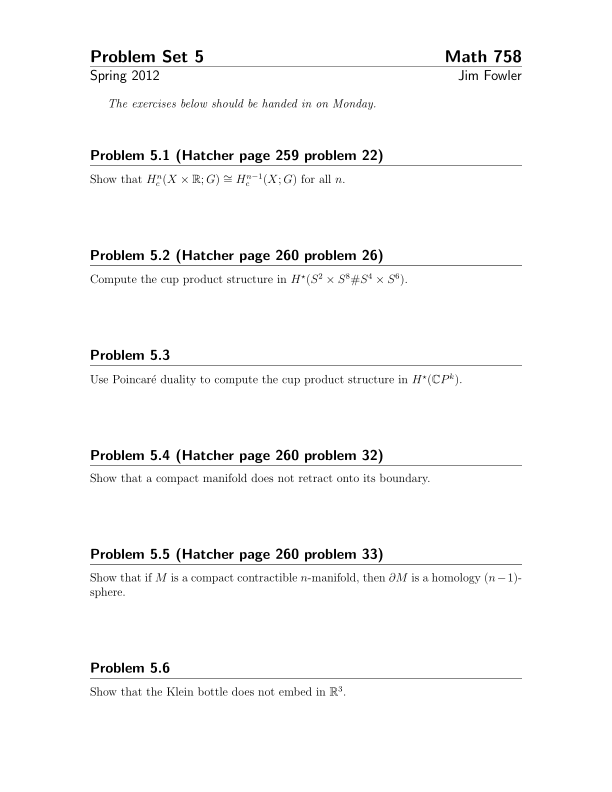 Problem Set 5 Math 758
Spring 2012 Jim Fowler
The exercises below should be handed in on Monday.
Problem 5.1 (Hatcher page 259 problem 22)
Show that $H^n_c(X \times \mathbb{R}; G) \cong H^{n-1}_c(X; G)$ for all $n$.
Problem 5.2 (Hatcher page 260 problem 26)
Compute the cup product structure in $H^\star(S^2 \times S^8 \# S^4 \times S^6)$.
Problem 5.3
Use Poincaré duality to compute the cup product structure in $H^\star(\mathbb{C}P^k)$.
Problem 5.4 (Hatcher page 260 problem 32)
Show that a compact manifold does not retract onto its boundary.
Problem 5.5 (Hatcher page 260 problem 33)
Show that if $M$ is a compact contractible $n$-manifold, then $\partial M$ is a homology $(n-1)$-
sphere.
Problem 5.6
Show that the Klein bottle does not embed in $\mathbb{R}^3$.